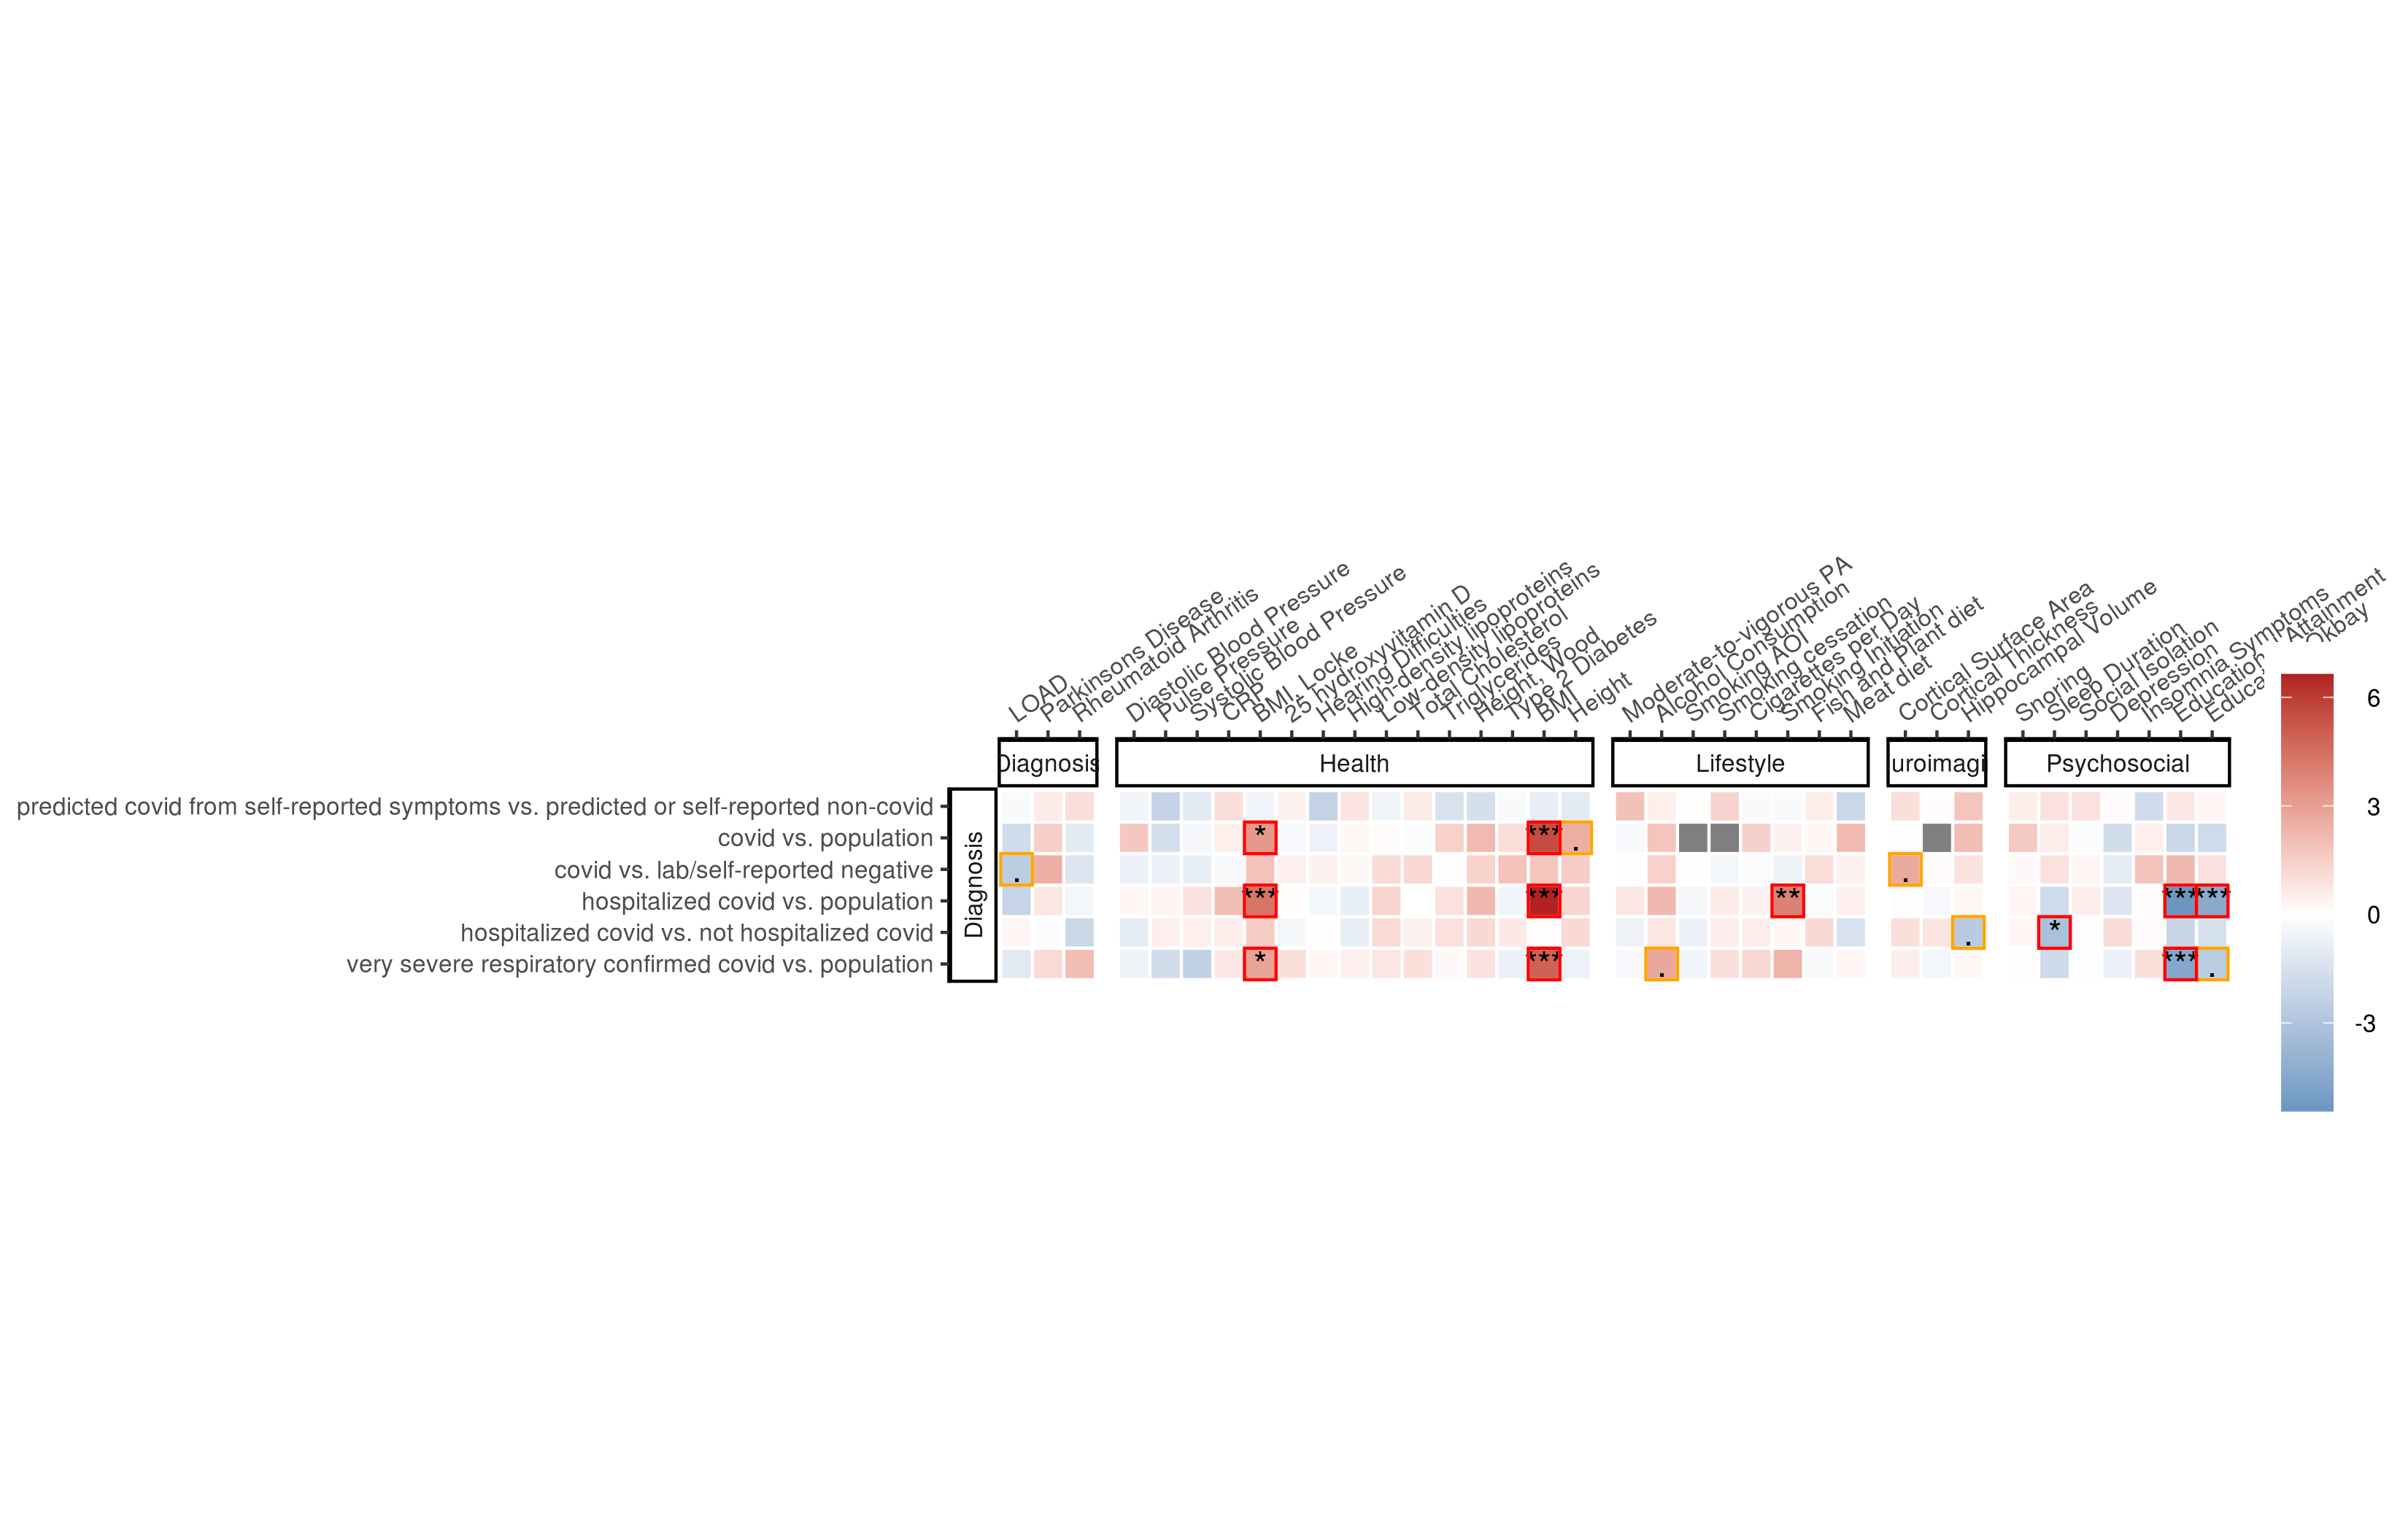 LOAD
Parkinsons Disease
Rheumatoid Arthritis
Diastolic Blood Pressure
Pulse Pressure
Systolic Blood Pressure
CRP
BMI, Locke
25 hydroxyvitamin D
Hearing Difficulties
High-density lipoproteins
Low-density lipoproteins
Total Cholesterol
Triglycerides
Height, Wood
Type 2 Diabetes
BMI
Height
Moderate-to-vigorous PA
Alcohol Consumption
Smoking AOI
Smoking cessation
Cigarettes per Day
Smoking Initiation
Fish and Plant diet
Meat diet
Cortical Surface Area
Cortical Thickness
Hippocampal Volume
Snoring
Sleep Duration
Social Isolation
Depression
Insomnia Symptoms
Attainment
Diagnosis
Health
Lifestyle
uroimagi
Psychosocial
Diagnosis
predicted covid from self-reported symptoms vs. predicted or self-reported non-covid
covid vs. population * *** .
covid vs. lab/self-reported negative . .
hospitalized covid vs. population *** *** ** *** ***
hospitalized covid vs. not hospitalized covid . *
very severe respiratory confirmed covid vs. population * *** . *** .
6
3
0
-3